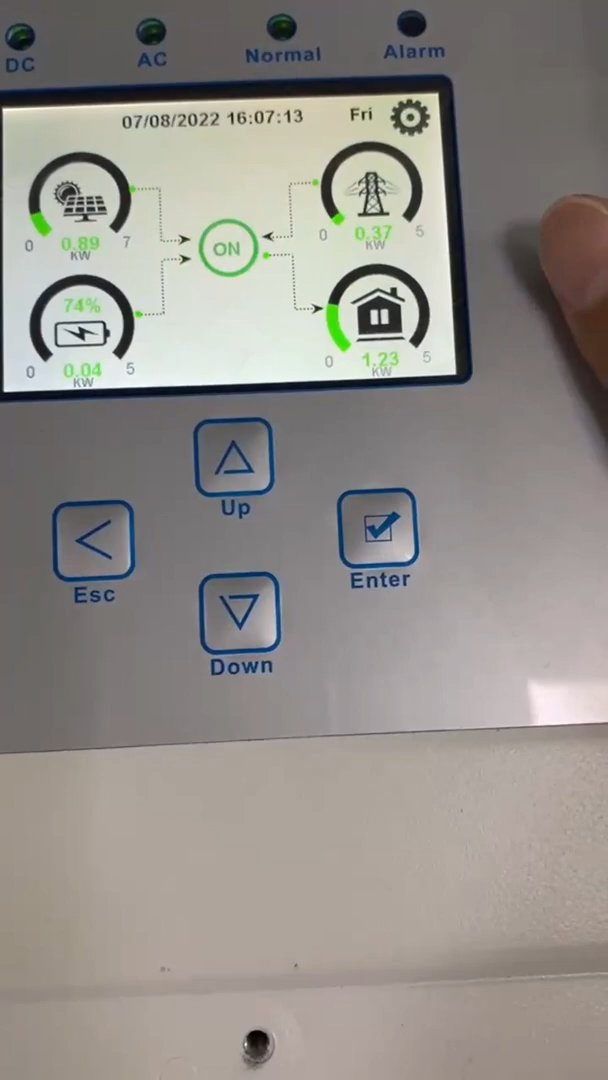 DC AC Normal Alarm
07/08/2022 16:07:13 Fri
0 0.89 7
KW
ON
0 0.37 5
KW
74%
0 0.04 5
KW
0 1.23 5
KW
Up
Esc
Enter
Down